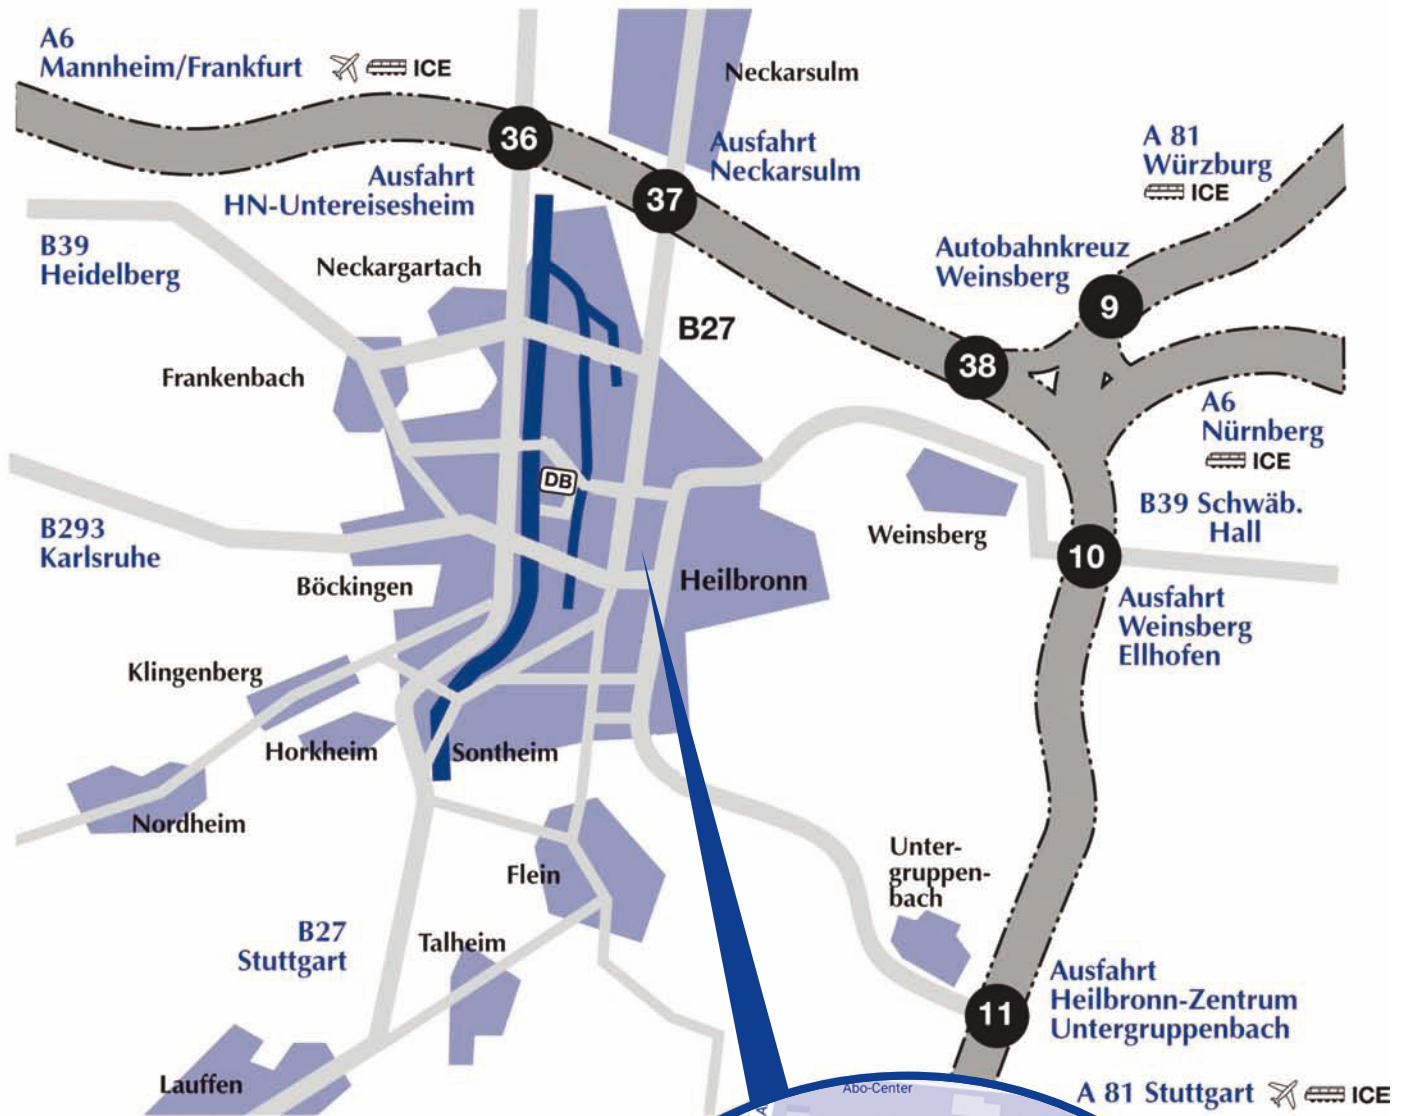 A6
Mannheim/Frankfurt ICE
Neckarsulm
36
Ausfahrt
Neckarsulm
A 81
Würzburg
ICE
Ausfahrt
HN-Untereisesheim
37
B39
Heidelberg
Neckargartach
Autobahnkreuz
Weinsberg
9
B27
38
Frankenbach
A6
Nürnberg
ICE
DB
B293
Karlsruhe
Weinsberg
B39 Schwäb.
Hall
10
Böckingen
Heilbronn
Ausfahrt
Weinsberg
Ellhofen
Klingenberg
Horkheim
Sontheim
Nordheim
Flein
Unter-
gruppen-
bach
B27
Stuttgart
Talheim
Ausfahrt
Heilbronn-Zentrum
Untergruppenbach
11
Lauffen
Abo-Center
A 81 Stuttgart ICE